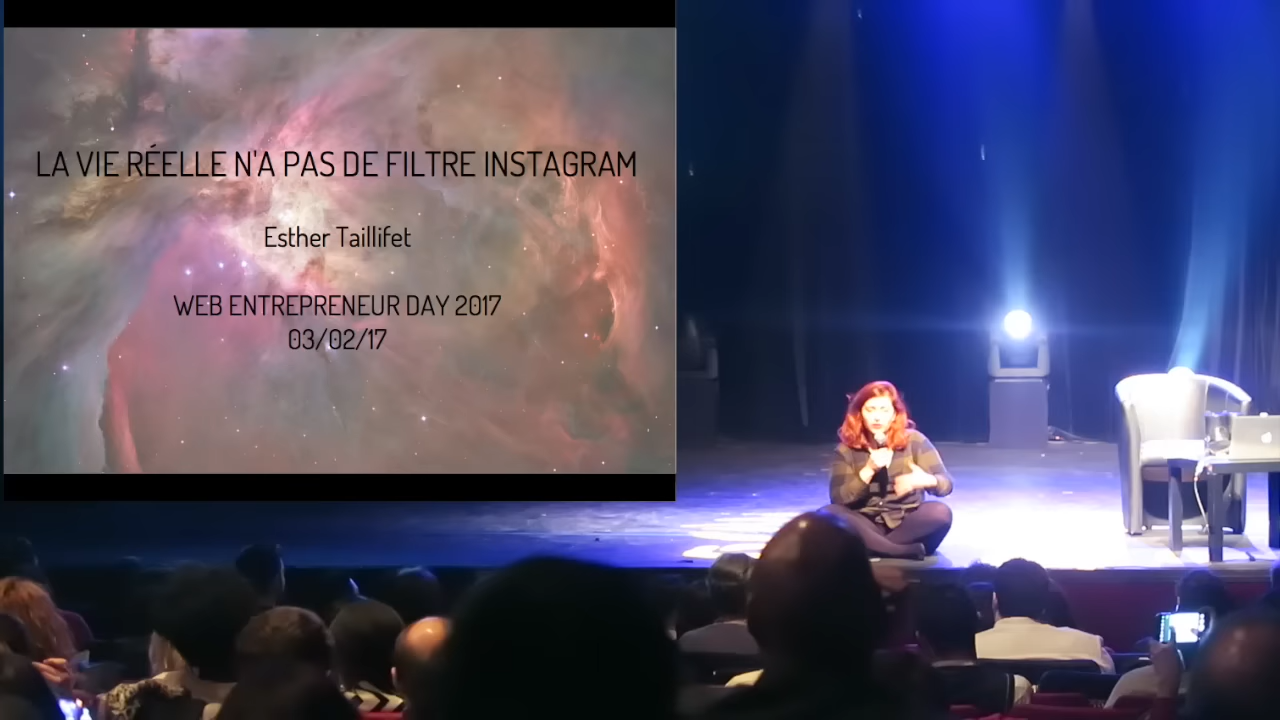 LA VIE RÉELLE N'A PAS DE FILTRE INSTAGRAM
Esther Taillifet
WEB ENTREPRENEUR DAY 2017
03/02/17